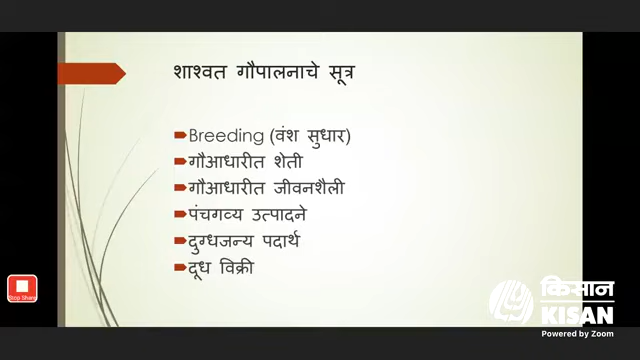 शाश्वत गौपालनाचे सूत्र
Breeding (वंश सुधार)
गौआधारीत शेती
गौआधारीत जीवनशैली
पंचगव्य उत्पादने
दुग्धजन्य पदार्थ
दूध विक्री
Stop Share
किसान
KISAN
Powered by Zoom